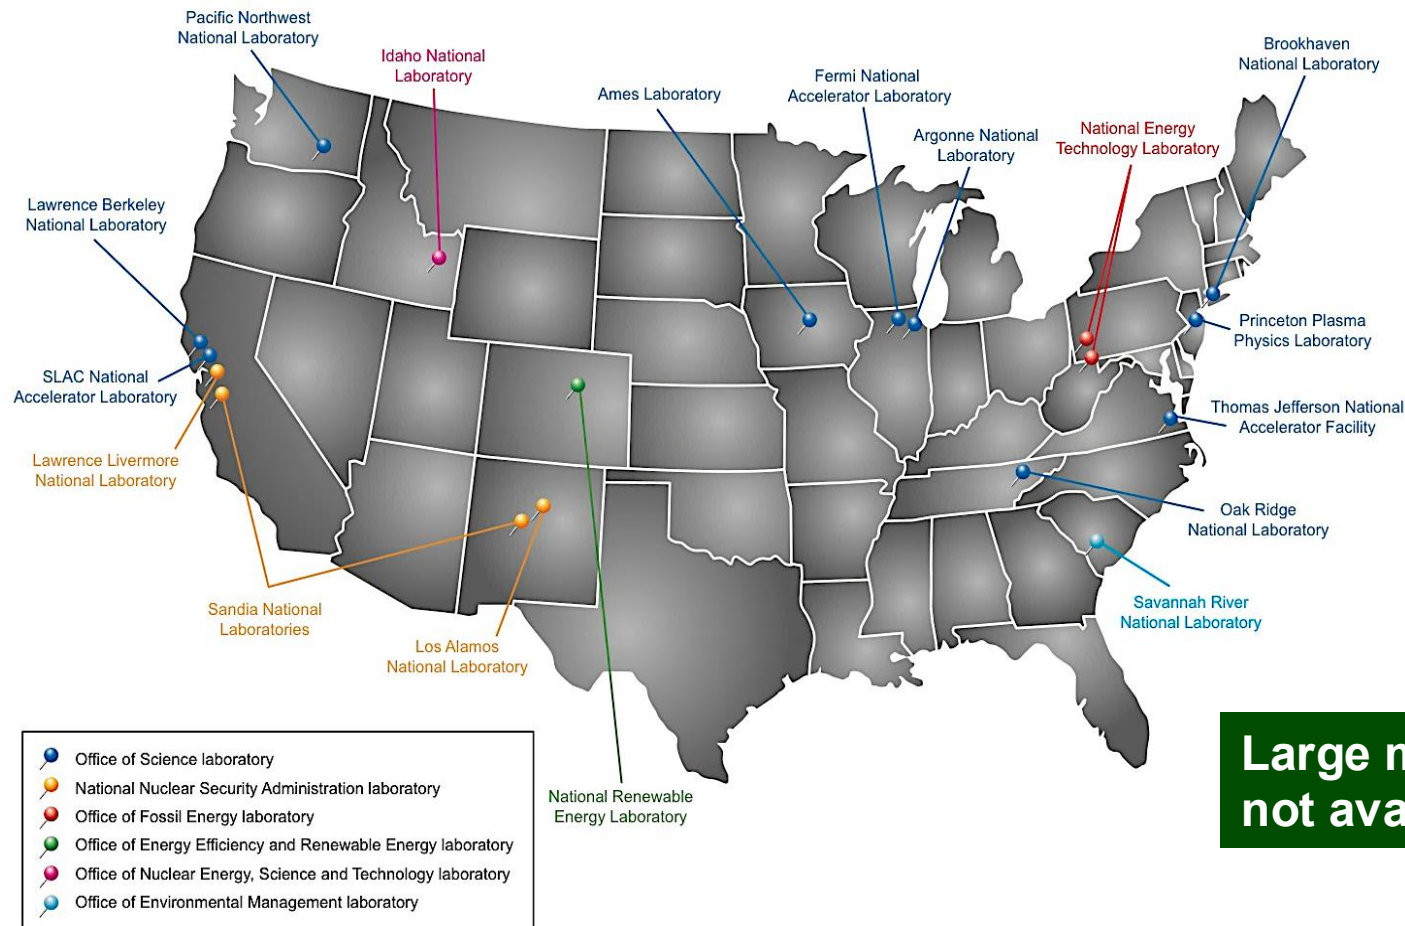 Pacific Northwest
National Laboratory
Idaho National
Laboratory
Ames Laboratory
Fermi National
Accelerator Laboratory
Argonne National
Laboratory
National Energy
Technology Laboratory
Brookhaven
National Laboratory
Lawrence Berkeley
National Laboratory
SLAC National
Accelerator Laboratory
Lawrence Livermore
National Laboratory
Sandia National
Laboratories
Los Alamos
National Laboratory
National Renewable
Energy Laboratory
Princeton Plasma
Physics Laboratory
Thomas Jefferson National
Accelerator Facility
Oak Ridge
National Laboratory
Savannah River
National Laboratory
Office of Science laboratory
National Nuclear Security Administration laboratory
Office of Fossil Energy laboratory
Office of Energy Efficiency and Renewable Energy laboratory
Office of Nuclear Energy, Science and Technology laboratory
Office of Environmental Management laboratory
Large
not